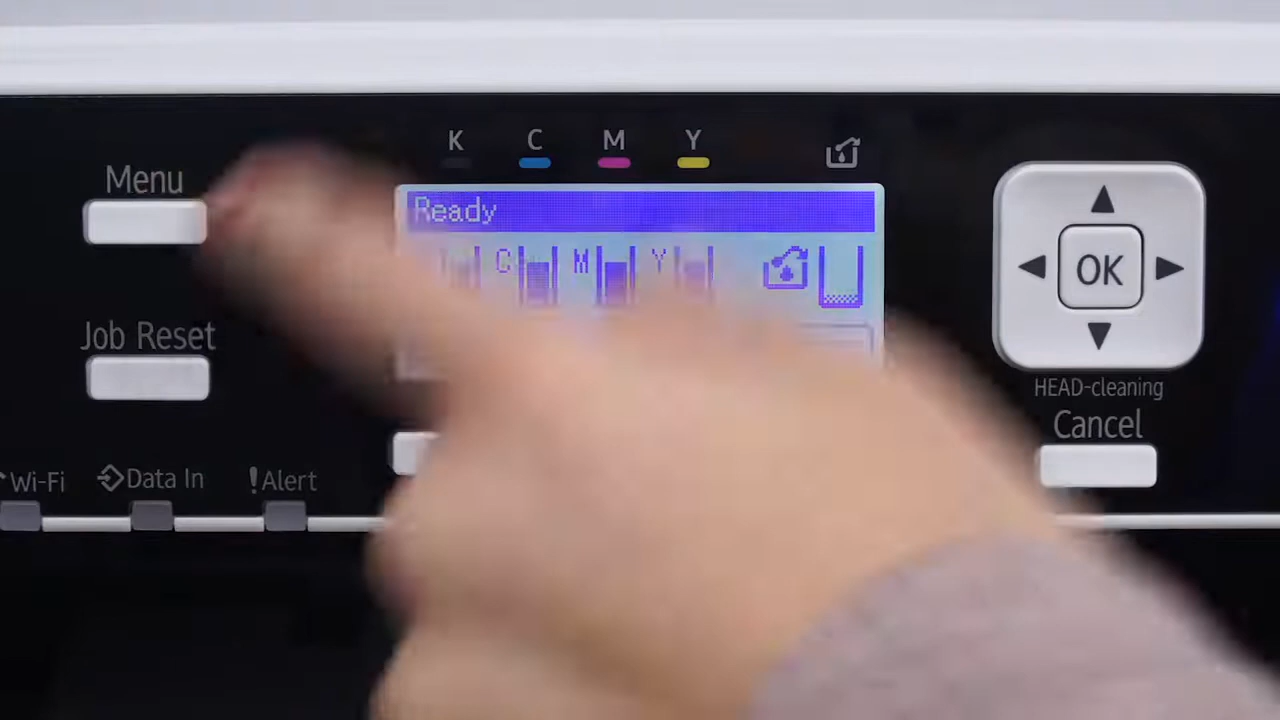 K C M Y
Menu
Ready
C M Y
OK
Job Reset
HEAD-cleaning
Cancel
Wi-Fi Data In !Alert